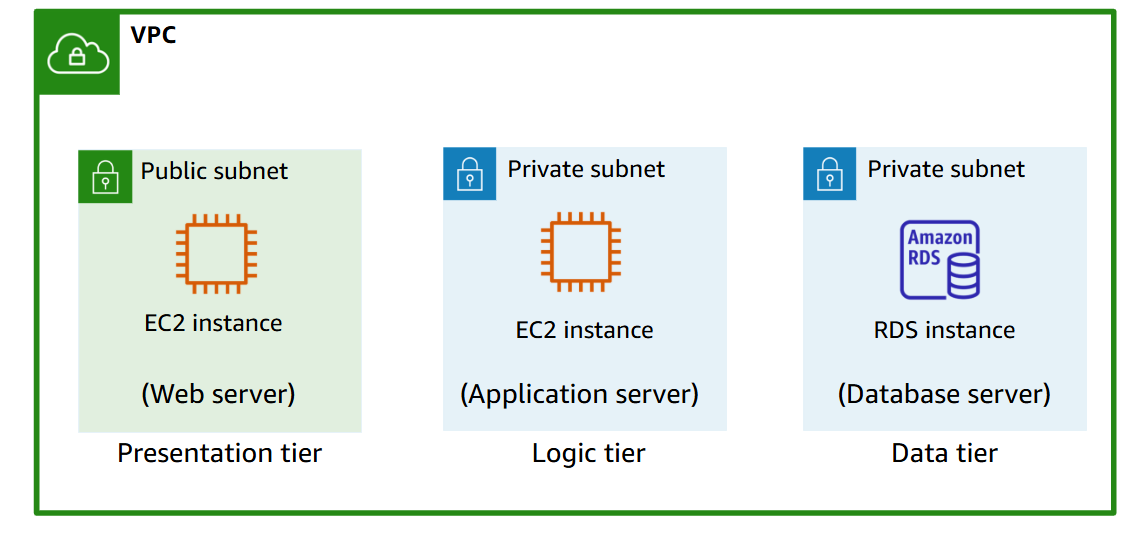 VPC
Public subnet
EC2 instance
(Web server)
Presentation tier
Private subnet
EC2 instance
(Application server)
Logic tier
Private subnet
Amazon
RDS
RDS instance
(Database server)
Data tier